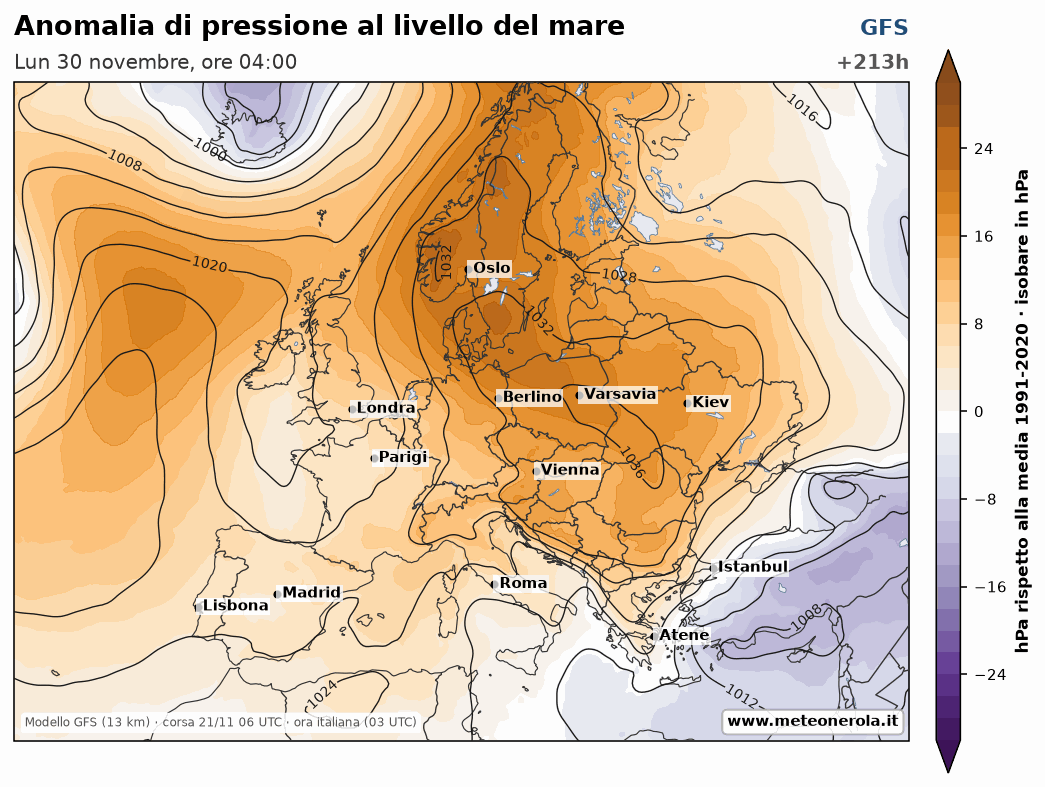 Anomalia di pressione al livello del mare
GFS
Lun 30 novembre, ore 04:00
+213h
1016
1008
1000
1020
1032
Oslo
1028
1032
Berlino
Varsavia
Kiev
Londra
Parigi
Vienna
1036
Istanbul
Roma
Madrid
Lisbona
Atene
1008
1024
1012
Modello GFS (13 km) · corsa 21/11 06 UTC · ora italiana (03 UTC)
www.meteonerola.it
24
16
8
0
−8
−16
−24
hPa rispetto alla media 1991-2020 · isobare in hPa